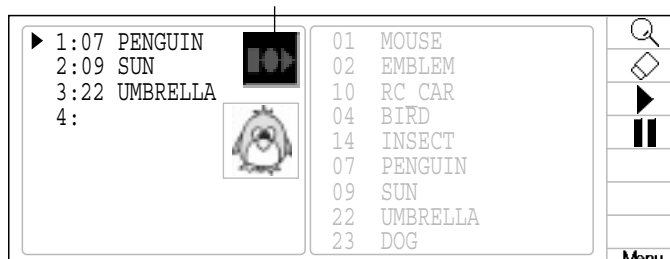 1:07 PENGUIN
2:09 SUN
3:22 UMBRELLA
4:
01 MOUSE
02 EMBLEM
10 RC_CAR
04 BIRD
14 INSECT
07 PENGUIN
09 SUN
22 UMBRELLA
23 DOG
Menu